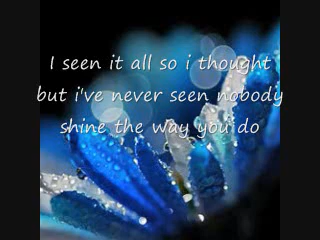 I seen it all so i thought
but i've never seen nobody
shine the way you do